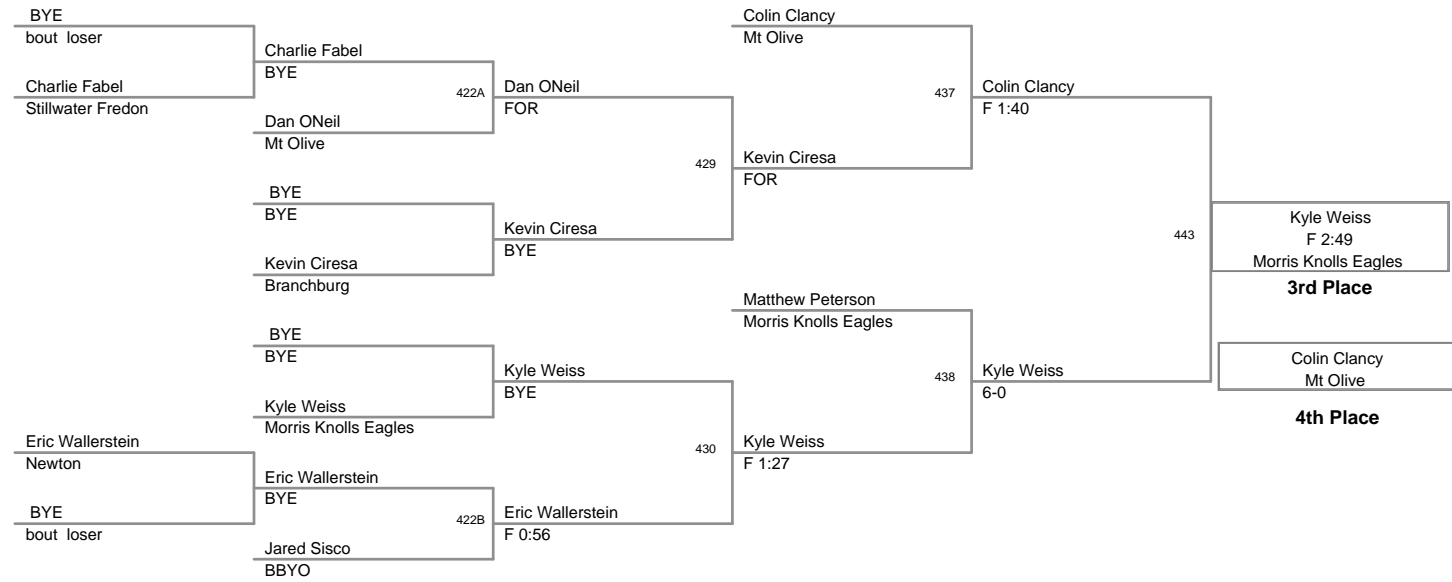 BYE
bout loser
Charlie Fabel
Stillwater Fredon
Charlie Fabel
BYE
Dan ONeil
Mt Olive
422A
Dan ONeil
FOR
BYE
BYE
Kevin Ciresa
Branchburg
Kevin Ciresa
BYE
429
Kevin Ciresa
FOR
Colin Clancy
Mt Olive
437
Colin Clancy
F 1:40
BYE
BYE
Kyle Weiss
Morris Knolls Eagles
Kyle Weiss
BYE
Eric Wallerstein
Newton
BYE
bout loser
Eric Wallerstein
BYE
Jared Sisco
BBYO
422B
Eric Wallerstein
F 0:56
430
Kyle Weiss
F 1:27
Matthew Peterson
Morris Knolls Eagles
438
Kyle Weiss
6-0
443
Kyle Weiss
F 2:49
Morris Knolls Eagles
3rd Place
Colin Clancy
Mt Olive
4th Place